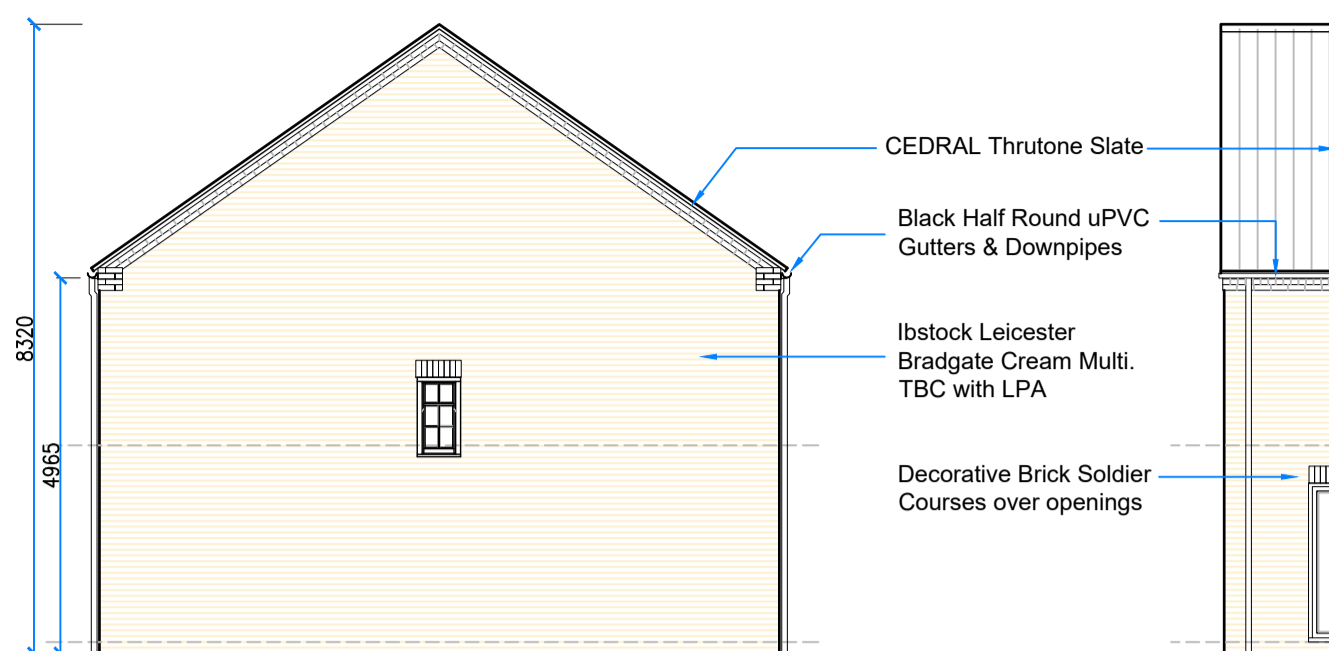 CEDRAL Thrutone Slate
Black Half Round uPVC
Gutters & Downpipes
8320
Ibstock Leicester
Bradgate Cream Multi.
TBC with LPA
4965
Decorative Brick Soldier
Courses over openings